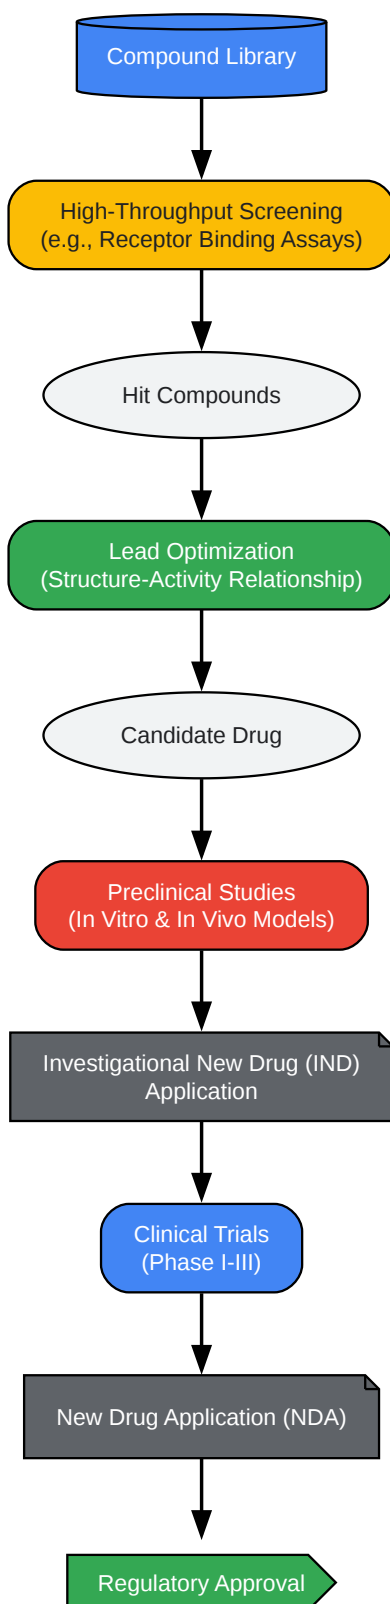 Compound Library
High-Throughput Screening
(e.g., Receptor Binding Assays)
Hit Compounds
Lead Optimization
(Structure-Activity Relationship)
Candidate Drug
Preclinical Studies
(In Vitro & In Vivo Models)
Investigational New Drug (IND)
Application
Clinical Trials
(Phase I-III)
New Drug Application (NDA)
Regulatory Approval